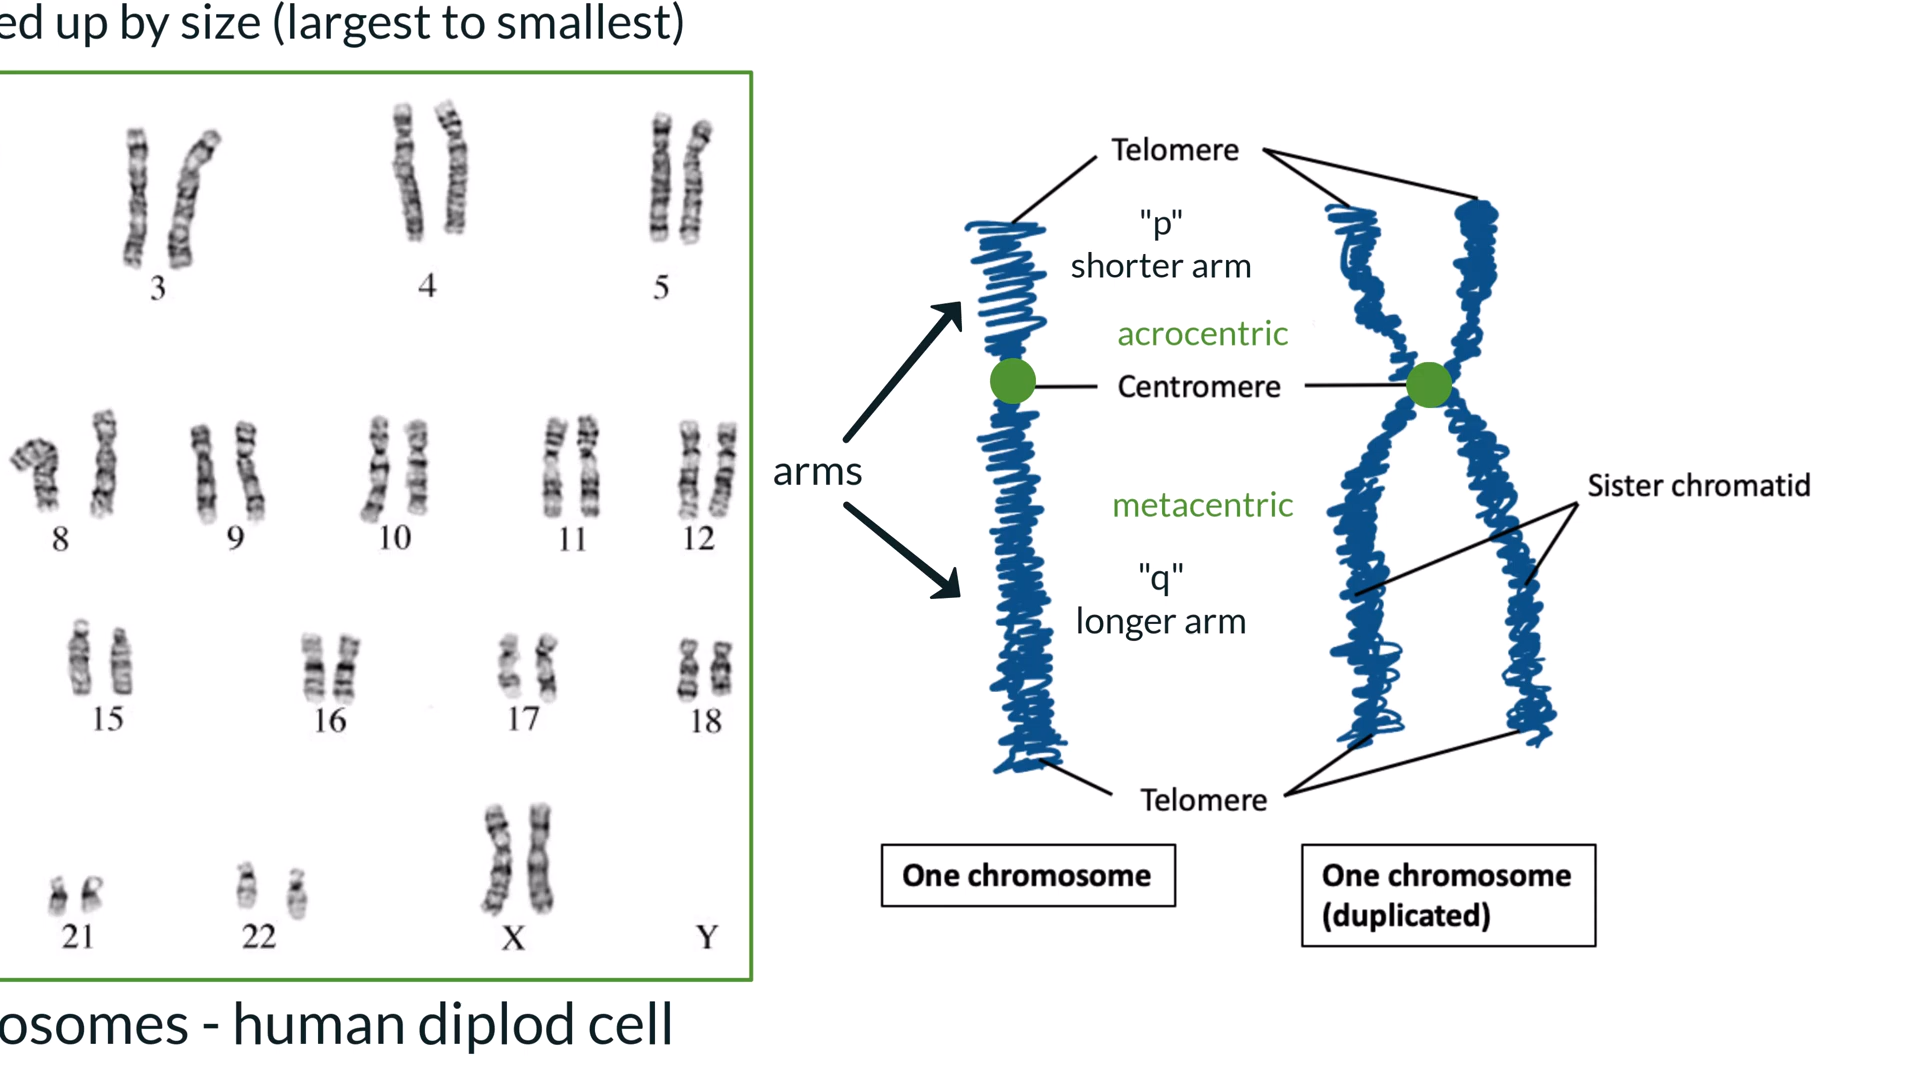 ed up by size (largest to smallest)
3 4 5
8 9 10 11 12
15 16 17 18
21 22 X Y
osomes - human diplod cell
Telomere
"p"
shorter arm
acrocentric
Centromere
arms
metacentric
Sister chromatid
"q"
longer arm
Telomere
One chromosome
One chromosome
(duplicated)